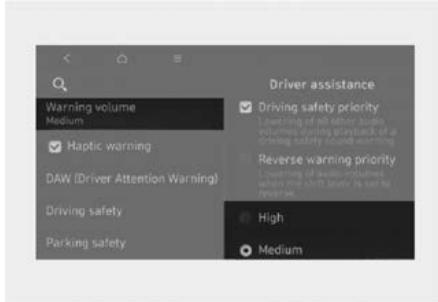 Warning volume
Medium
Haptic warning
DAW (Driver Attention Warning)
Driving safety
Parking safety
Driver assistance
Driving safety priority
Lowering of all other audio
volumes during playback of a
driving safety sound warning
Reverse warning priority
Lowering of audio volumes
when the shift lever is set to
reverse
High
Medium